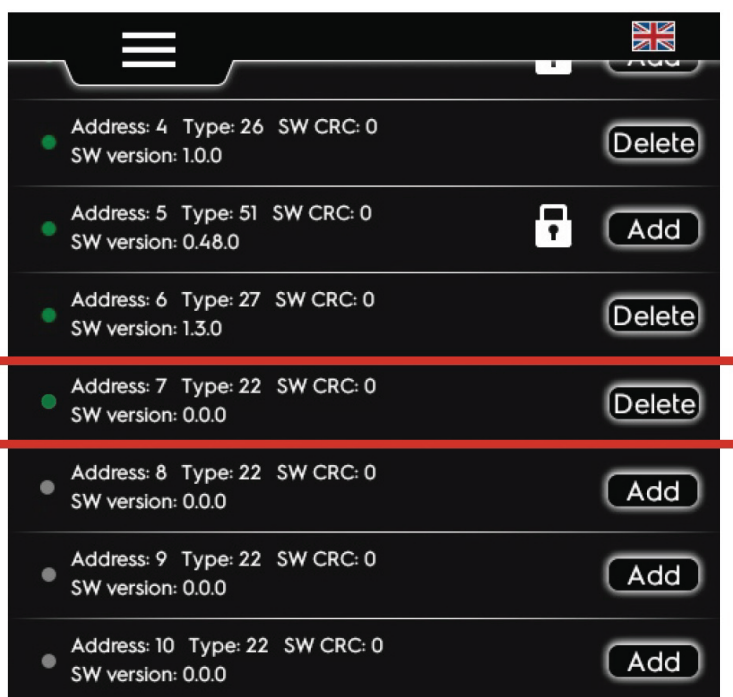 Add
Address: 4 Type: 26 SW CRC: 0
SW version: 1.0.0
Delete
Address: 5 Type: 51 SW CRC: 0
SW version: 0.48.0
Add
Address: 6 Type: 27 SW CRC: 0
SW version: 1.3.0
Delete
Address: 7 Type: 22 SW CRC: 0
SW version: 0.0.0
Delete
Address: 8 Type: 22 SW CRC: 0
SW version: 0.0.0
Add
Address: 9 Type: 22 SW CRC: 0
SW version: 0.0.0
Add
Address: 10 Type: 22 SW CRC: 0
SW version: 0.0.0
Add